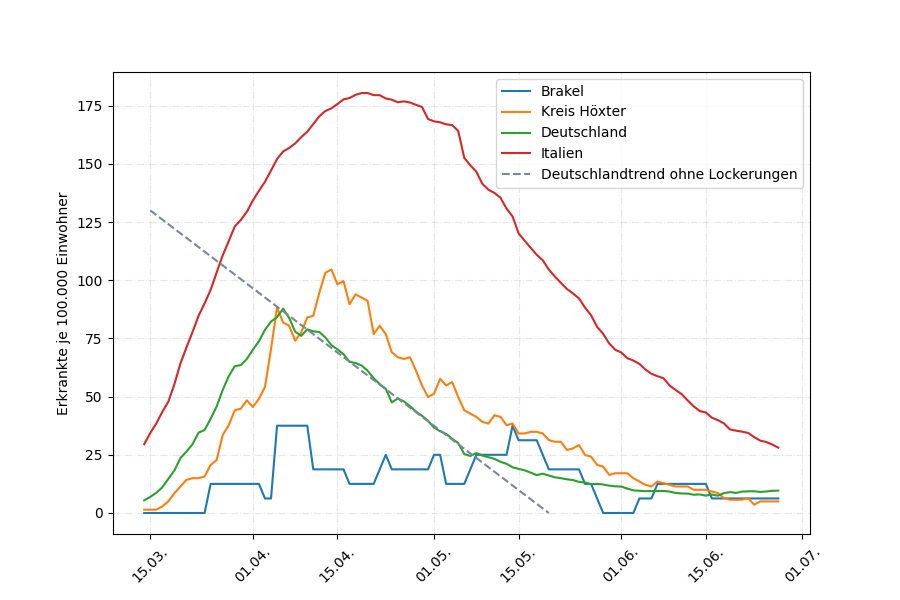 Erkrankte je 100.000 Einwohner
175
150
125
100
75
50
25
0
Brakel
Kreis Höxter
Deutschland
Italien
Deutschlandtrend ohne Lockerungen
15.03.
01.04.
15.04.
01.05.
15.05.
01.06.
15.06.
01.07.